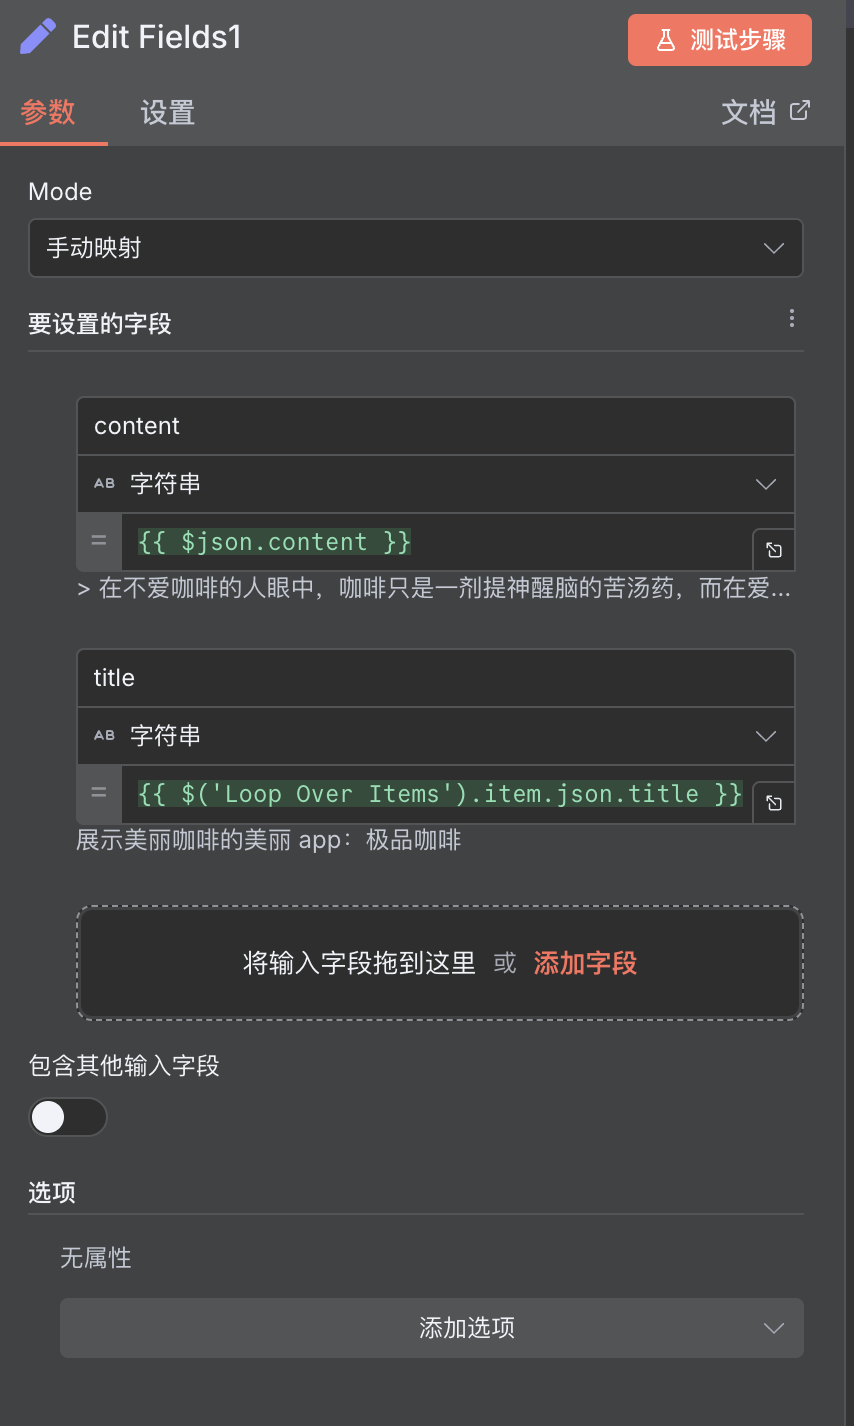 Edit Fields1
测试步骤
参数 设置 文档
Mode
手动映射
要设置的字段
content
AB 字符串
= {{ $json.content }}
> 在不爱咖啡的人眼中，咖啡只是一剂提神醒脑的苦汤药，而在爱...
title
AB 字符串
= {{ $('Loop Over Items').item.json.title }}
展示美丽咖啡的美丽 app：极品咖啡
将输入字段拖到这里 或 添加字段
包含其他输入字段
选项
无属性
添加选项